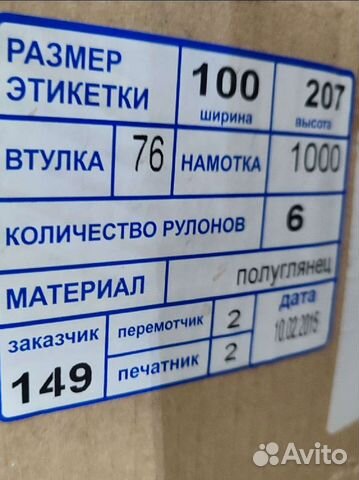 РАЗМЕР ЭТИКЕТКИ 100 ширина 207 высота
ВТУЛКА 76 НАМОТКА 1000
КОЛИЧЕСТВО РУЛОНОВ 6
МАТЕРИАЛ полуглянец
заказчик 149
перемотчик 2
печатник 2
дата 10.02.2015
Avito